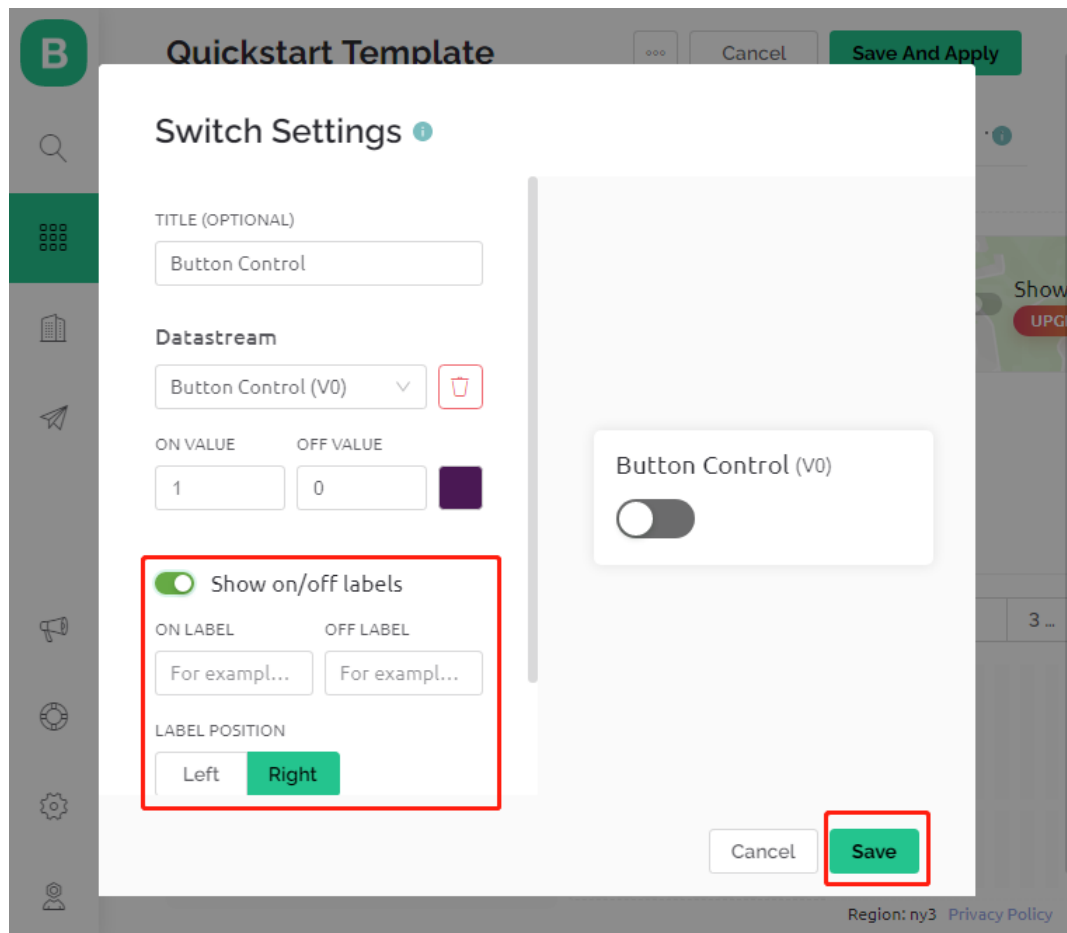 B
Quickstart Template
Cancel
Save And Apply
Switch Settings
TITLE (OPTIONAL)
Button Control
Datastream
Button Control (V0)
ON VALUE
OFF VALUE
1
0
Show on/off labels
ON LABEL
OFF LABEL
For exampl...
For exampl...
LABEL POSITION
Left
Right
Button Control (V0)
Show
UPG
3 ...
Cancel
Save
Region: ny3 Privacy Policy